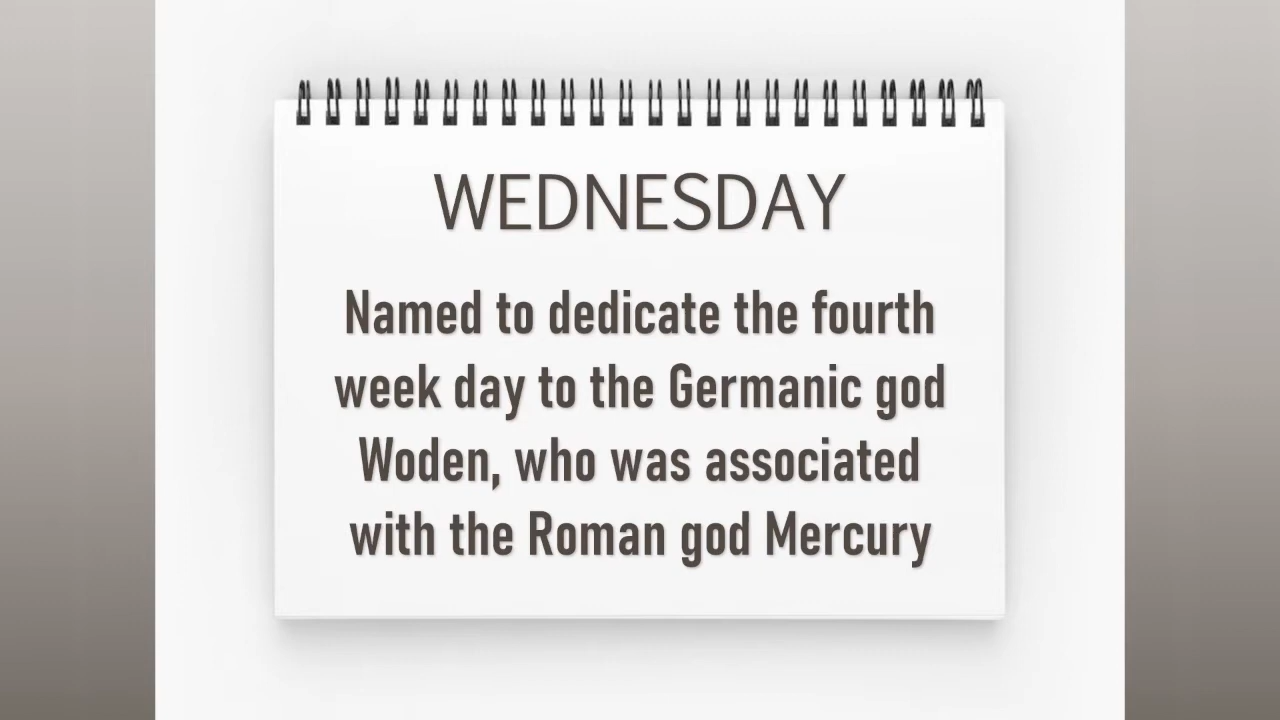 WEDNESDAY
Named to dedicate the fourth
week day to the Germanic god
Woden, who was associated
with the Roman god Mercury